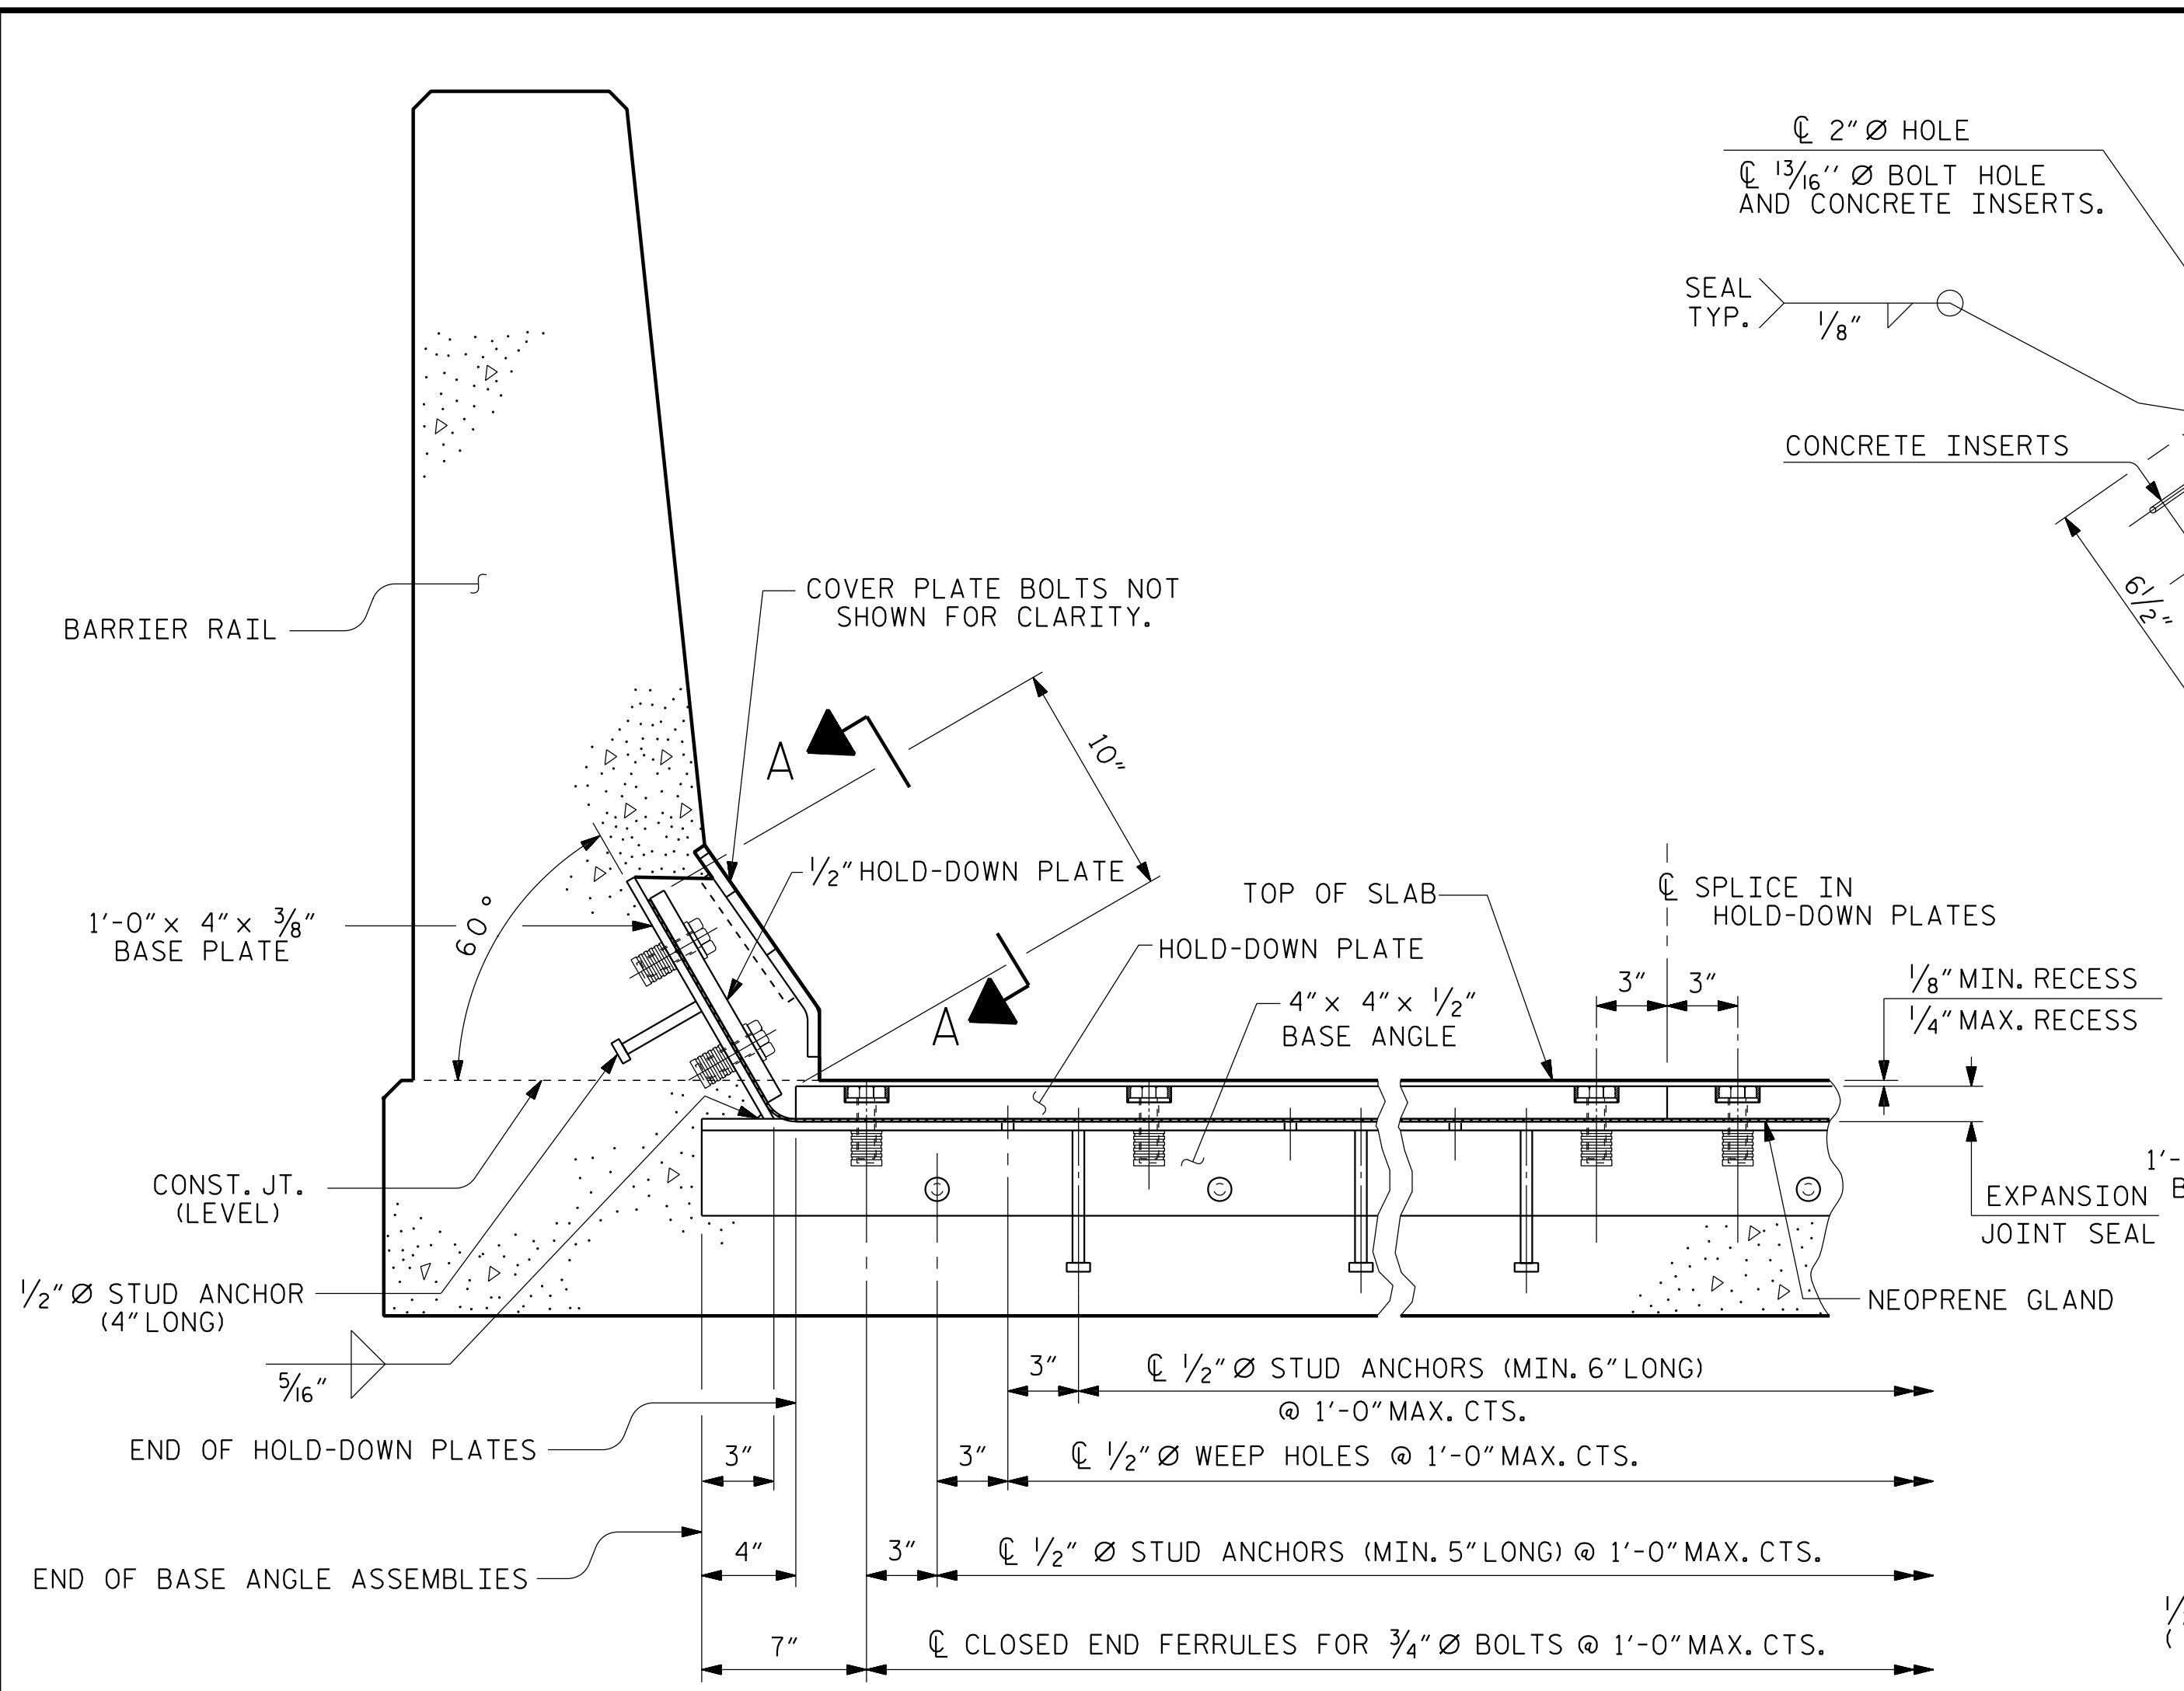 ℄ 2" Ø HOLE
℄ 13/16'' Ø BOLT HOLE
AND CONCRETE INSERTS.
SEAL
TYP.
1/8"
CONCRETE INSERTS
6 1/2"
COVER PLATE BOLTS NOT
SHOWN FOR CLARITY.
BARRIER RAIL
A
10"
1/2" HOLD-DOWN PLATE
TOP OF SLAB
℄ SPLICE IN
HOLD-DOWN PLATES
1'-0" x 4" x 3/8"
BASE PLATE
60°
HOLD-DOWN PLATE
3"
3"
1/8" MIN. RECESS
1/4" MAX. RECESS
4" x 4" x 1/2"
BASE ANGLE
A
CONST. JT.
(LEVEL)
EXPANSION
JOINT SEAL
1'-
1/2" Ø STUD ANCHOR
(4" LONG)
NEOPRENE GLAND
5/16"
3"
℄ 1/2" Ø STUD ANCHORS (MIN. 6" LONG)
@ 1'-0" MAX. CTS.
END OF HOLD-DOWN PLATES
3"
3"
℄ 1/2" Ø WEEP HOLES @ 1'-0" MAX. CTS.
END OF BASE ANGLE ASSEMBLIES
4"
3"
℄ 1/2" Ø STUD ANCHORS (MIN. 5" LONG) @ 1'-0" MAX. CTS.
7"
℄ CLOSED END FERRULES FOR 3/4" Ø BOLTS @ 1'-0" MAX. CTS.